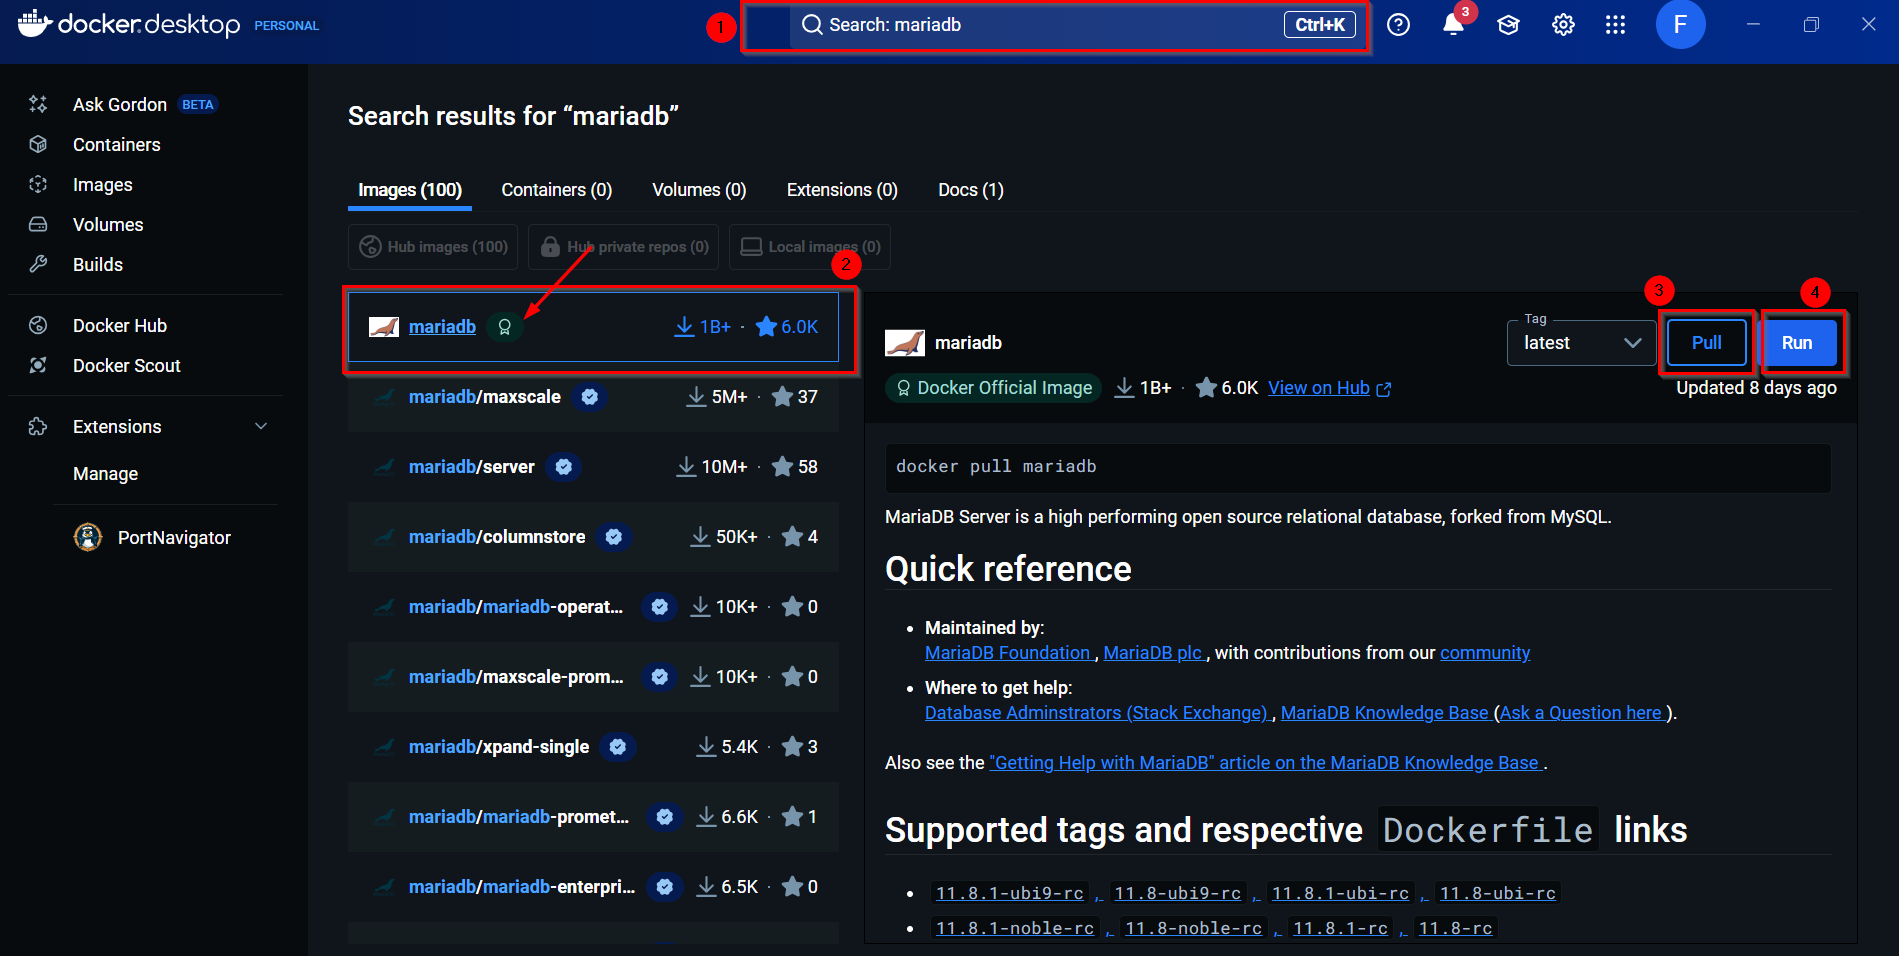 docker.desktop PERSONAL
1
Search: mariadb
Ctrl+K
3
F
Ask Gordon BETA
Containers
Images
Volumes
Builds
Docker Hub
Docker Scout
Extensions
Manage
PortNavigator
Search results for “mariadb”
Images (100)
Containers (0)
Volumes (0)
Extensions (0)
Docs (1)
Hub images (100)
Hub private repos (0)
Local images (0)
2
mariadb 1B+ · 6.0K
mariadb/maxscale 5M+ · 37
mariadb/server 10M+ · 58
mariadb/columnstore 50K+ · 4
mariadb/mariadb-operat... 10K+ · 0
mariadb/maxscale-prom... 10K+ · 0
mariadb/xpand-single 5.4K · 3
mariadb/mariadb-promet... 6.6K · 1
mariadb/mariadb-enterpri... 6.5K · 0
3
4
mariadb
Tag
latest
Pull
Run
Docker Official Image 1B+ · 6.0K View on Hub
Updated 8 days ago
docker pull mariadb
MariaDB Server is a high performing open source relational database, forked from MySQL.
Quick reference
• Maintained by:
MariaDB Foundation , MariaDB plc , with contributions from our community
• Where to get help:
Database Adminstrators (Stack Exchange) , MariaDB Knowledge Base (Ask a Question here ).
Also see the "Getting Help with MariaDB" article on the MariaDB Knowledge Base .
Supported tags and respective Dockerfile links
• 11.8.1-ubi9-rc , 11.8-ubi9-rc , 11.8.1-ubi-rc , 11.8-ubi-rc
• 11.8.1-noble-rc , 11.8-noble-rc , 11.8.1-rc , 11.8-rc